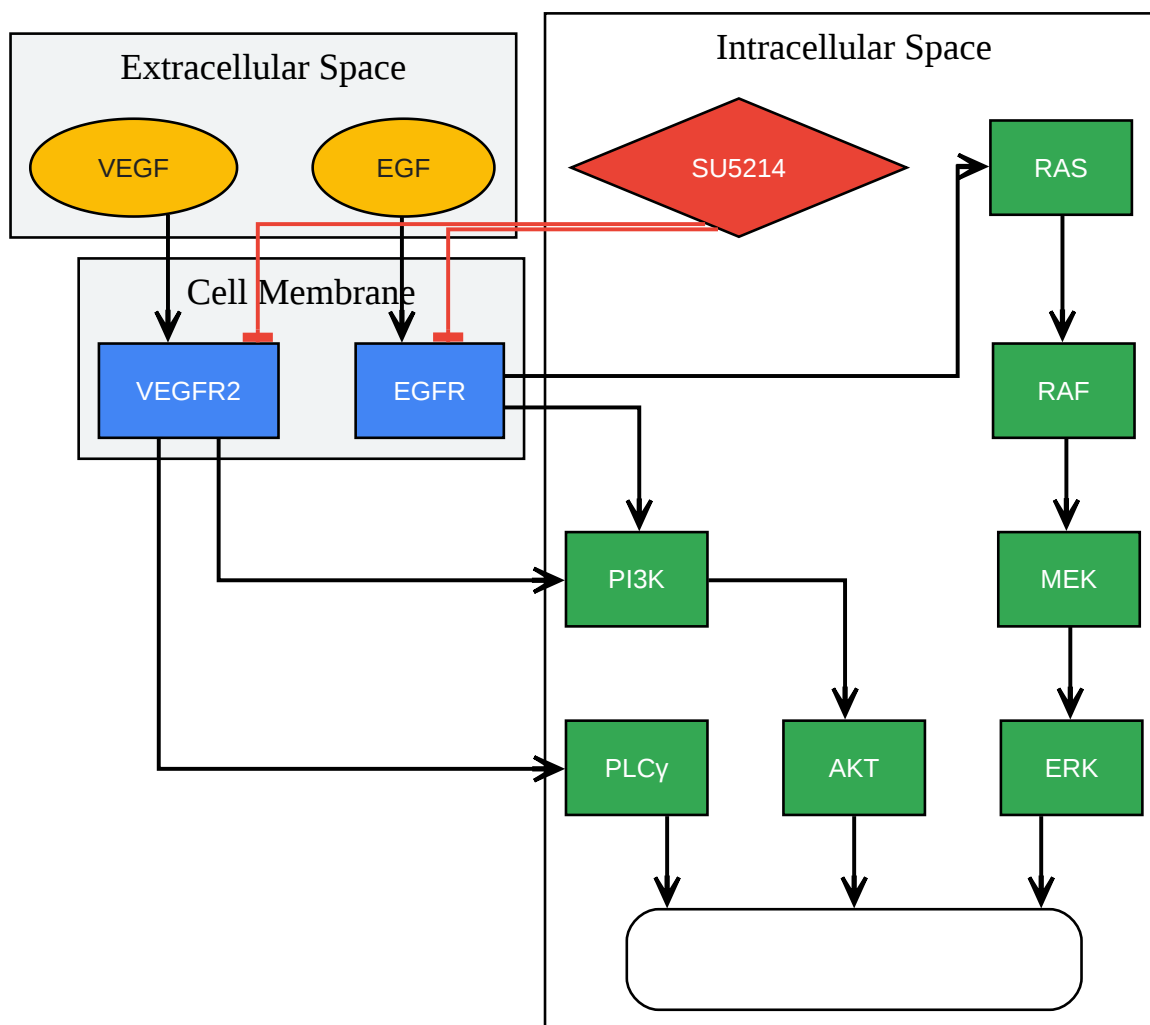 Extracellular Space
Intracellular Space
VEGF
EGF
SU5214
RAS
Cell Membrane
VEGFR2
EGFR
RAF
PI3K
MEK
PLCγ
AKT
ERK